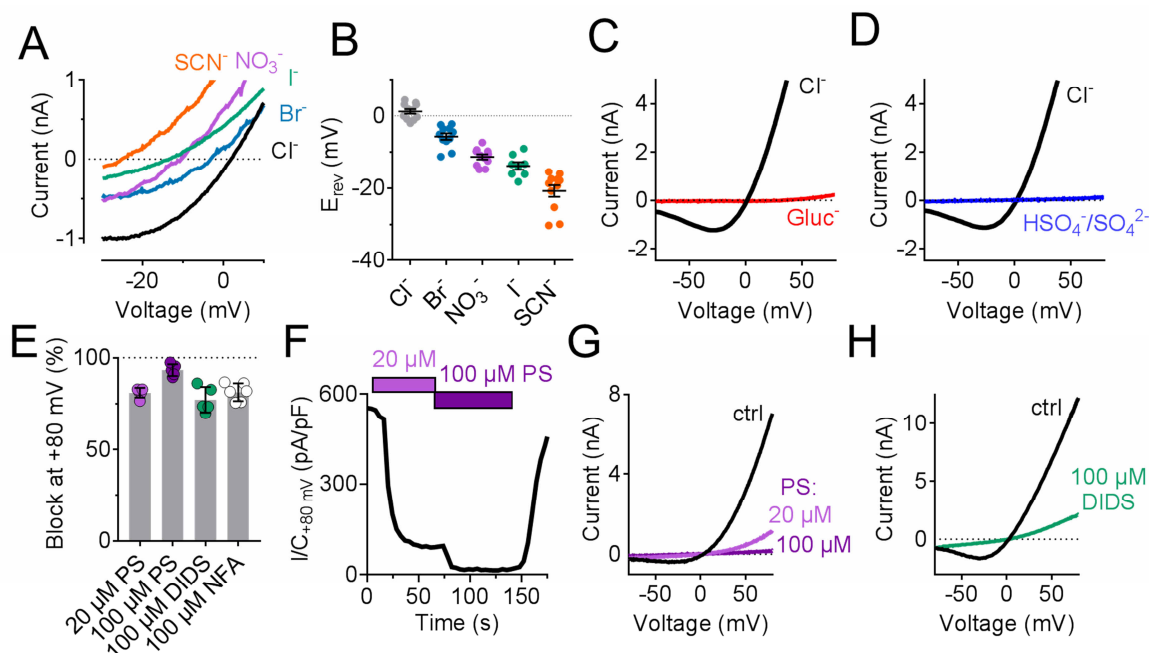 A
SCN⁻ NO₃⁻
I⁻
Br⁻
Cl⁻
Current (nA)
1
0
-1
-20
0
Voltage (mV)
B
E_rev (mV)
0
-20
-40
Cl⁻
Br⁻
NO₃⁻
I⁻
SCN⁻
C
Current (nA)
4
2
0
-2
Cl⁻
Gluc⁻
-50
0
50
Voltage (mV)
D
Current (nA)
4
2
0
-2
Cl⁻
HSO₄⁻/SO₄²⁻
-50
0
50
Voltage (mV)
E
Block at +80 mV (%)
100
50
0
20 µM PS
100 µM PS
100 µM DIDS
100 µM NFA
F
20 µM
100 µM PS
I/C+80 mV (pA/pF)
600
300
0
0
50
100
150
Time (s)
G
Current (nA)
8
4
0
ctrl
PS:
20 µM
100 µM
-50
0
50
Voltage (mV)
H
Current (nA)
10
5
0
ctrl
100 µM
DIDS
-50
0
50
Voltage (mV)